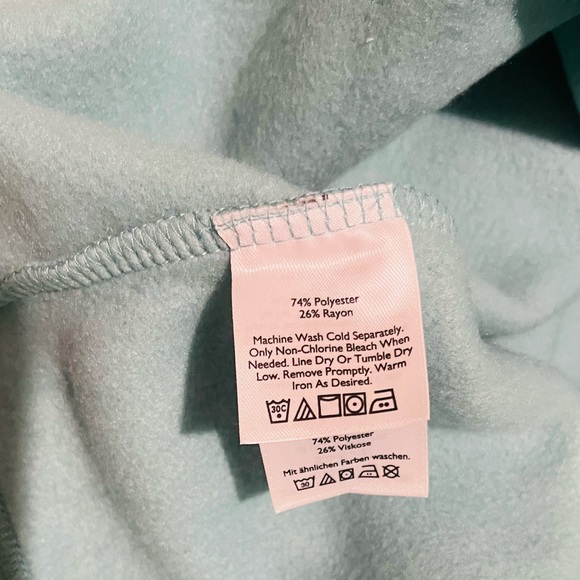 74% Polyester
26% Rayon
Machine Wash Cold Separately.
Only Non-Chlorine Bleach When
Needed. Line Dry Or Tumble Dry
Low. Remove Promptly. Warm
Iron As Desired.
30C
74% Polyester
26% Viskose
Mit ähnlichen Farben waschen.
30